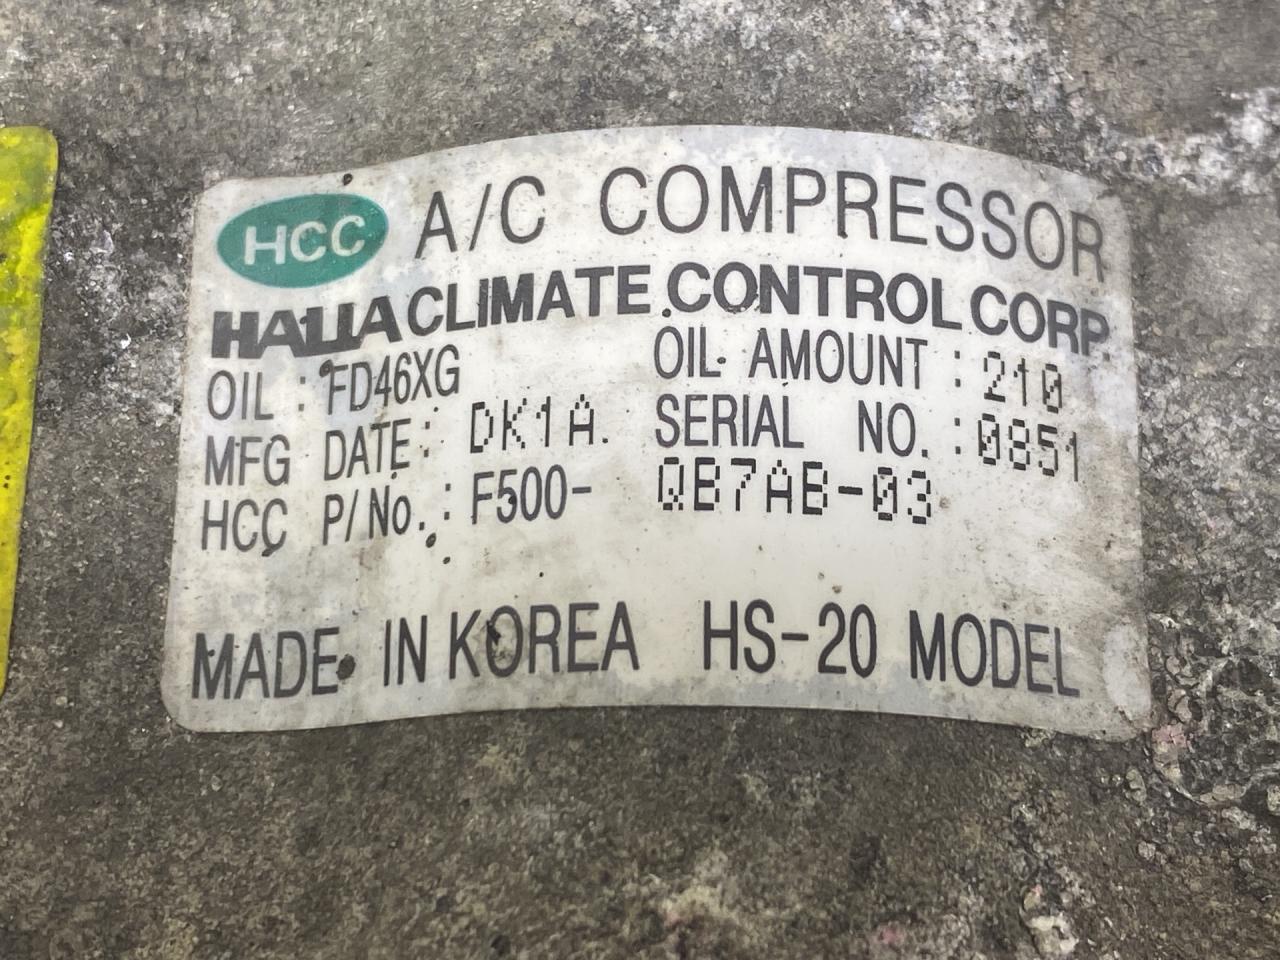 HCC A/C COMPRESSOR
HALLA CLIMATE CONTROL CORP.
OIL : FD46XG OIL AMOUNT : 210
MFG DATE : DK1A. SERIAL NO. : 0851
HCC P/No. : F500- QB7AB-03
MADE IN KOREA HS-20 MODEL